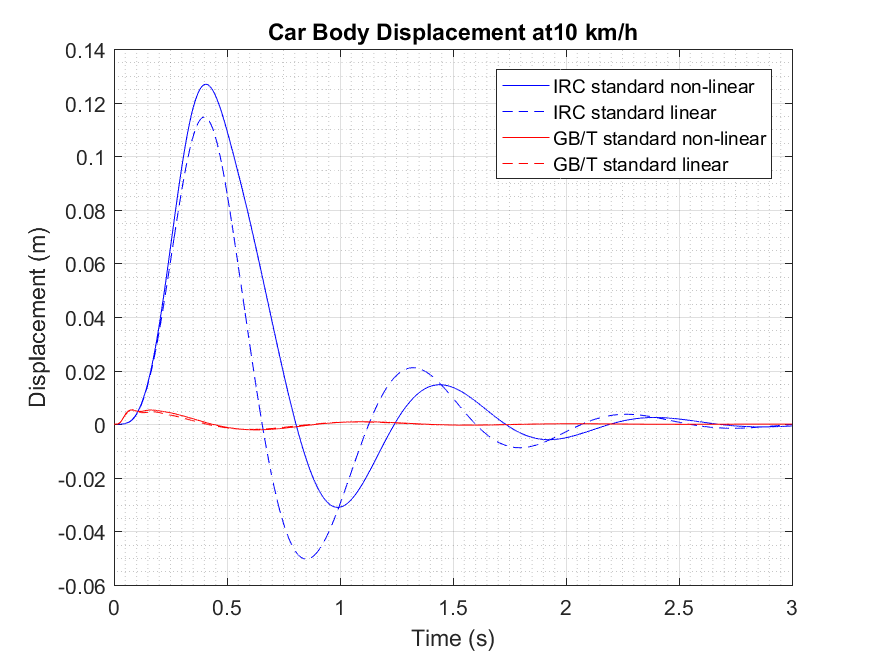 Car Body Displacement at10 km/h
IRC standard non-linear
IRC standard linear
GB/T standard non-linear
GB/T standard linear
0.14
0.12
0.1
0.08
0.06
0.04
0.02
0
-0.02
-0.04
-0.06
Displacement (m)
0 0.5 1 1.5 2 2.5 3
Time (s)